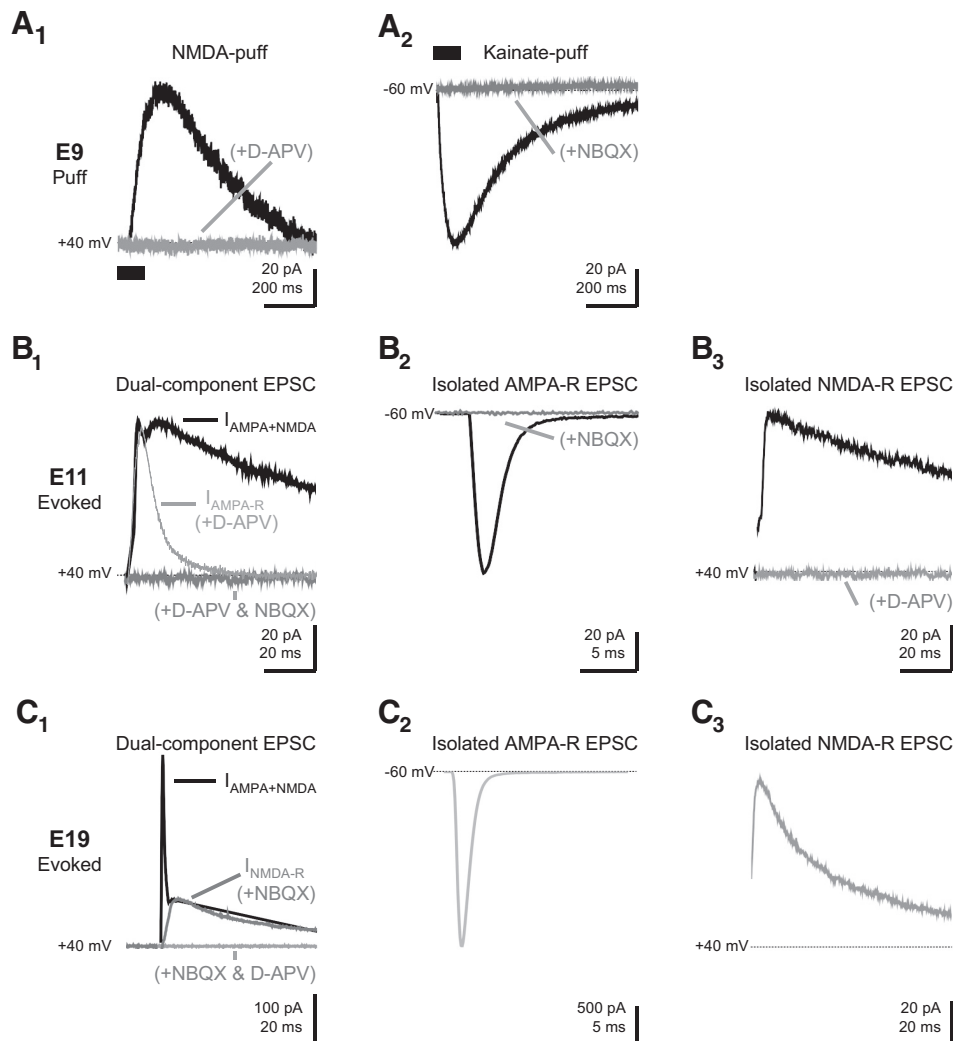 A1
NMDA-puff
(+D-APV)
E9
Puff
+40 mV
20 pA
200 ms
A2
Kainate-puff
-60 mV
(+NBQX)
20 pA
200 ms
B1
Dual-component EPSC
IAMPA+NMDA
E11
Evoked
IAMPA-R
(+D-APV)
+40 mV
(+D-APV & NBQX)
20 pA
20 ms
B2
Isolated AMPA-R EPSC
-60 mV
(+NBQX)
20 pA
5 ms
B3
Isolated NMDA-R EPSC
+40 mV
(+D-APV)
20 pA
20 ms
C1
Dual-component EPSC
IAMPA+NMDA
E19
Evoked
INMDA-R
(+NBQX)
+40 mV
(+NBQX & D-APV)
100 pA
20 ms
C2
Isolated AMPA-R EPSC
-60 mV
500 pA
5 ms
C3
Isolated NMDA-R EPSC
+40 mV
20 pA
20 ms